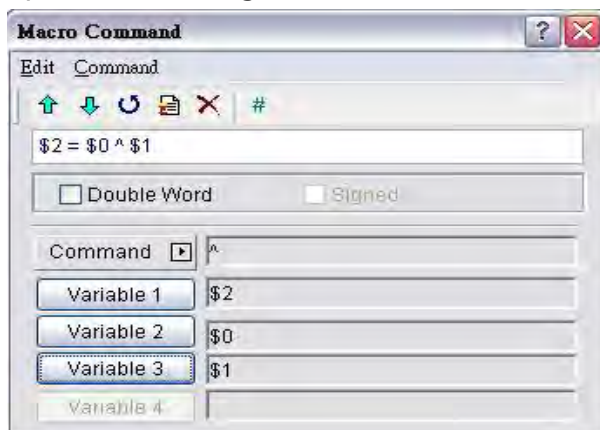 Macro Command
Edit Command
#
$2 = $0 ^ $1
Double Word Signed
Command ^
Variable 1 $2
Variable 2 $0
Variable 3 $1
Variable 4